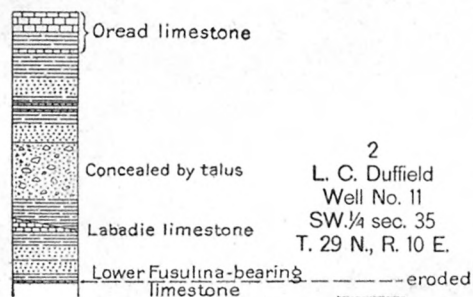 Oread limestone
Concealed by talus
2
L. C. Duffield
Well No. 11
SW.¼ sec. 35
T. 29 N., R. 10 E.
Labadie limestone
Lower Fusulina-bearing
limestone
eroded